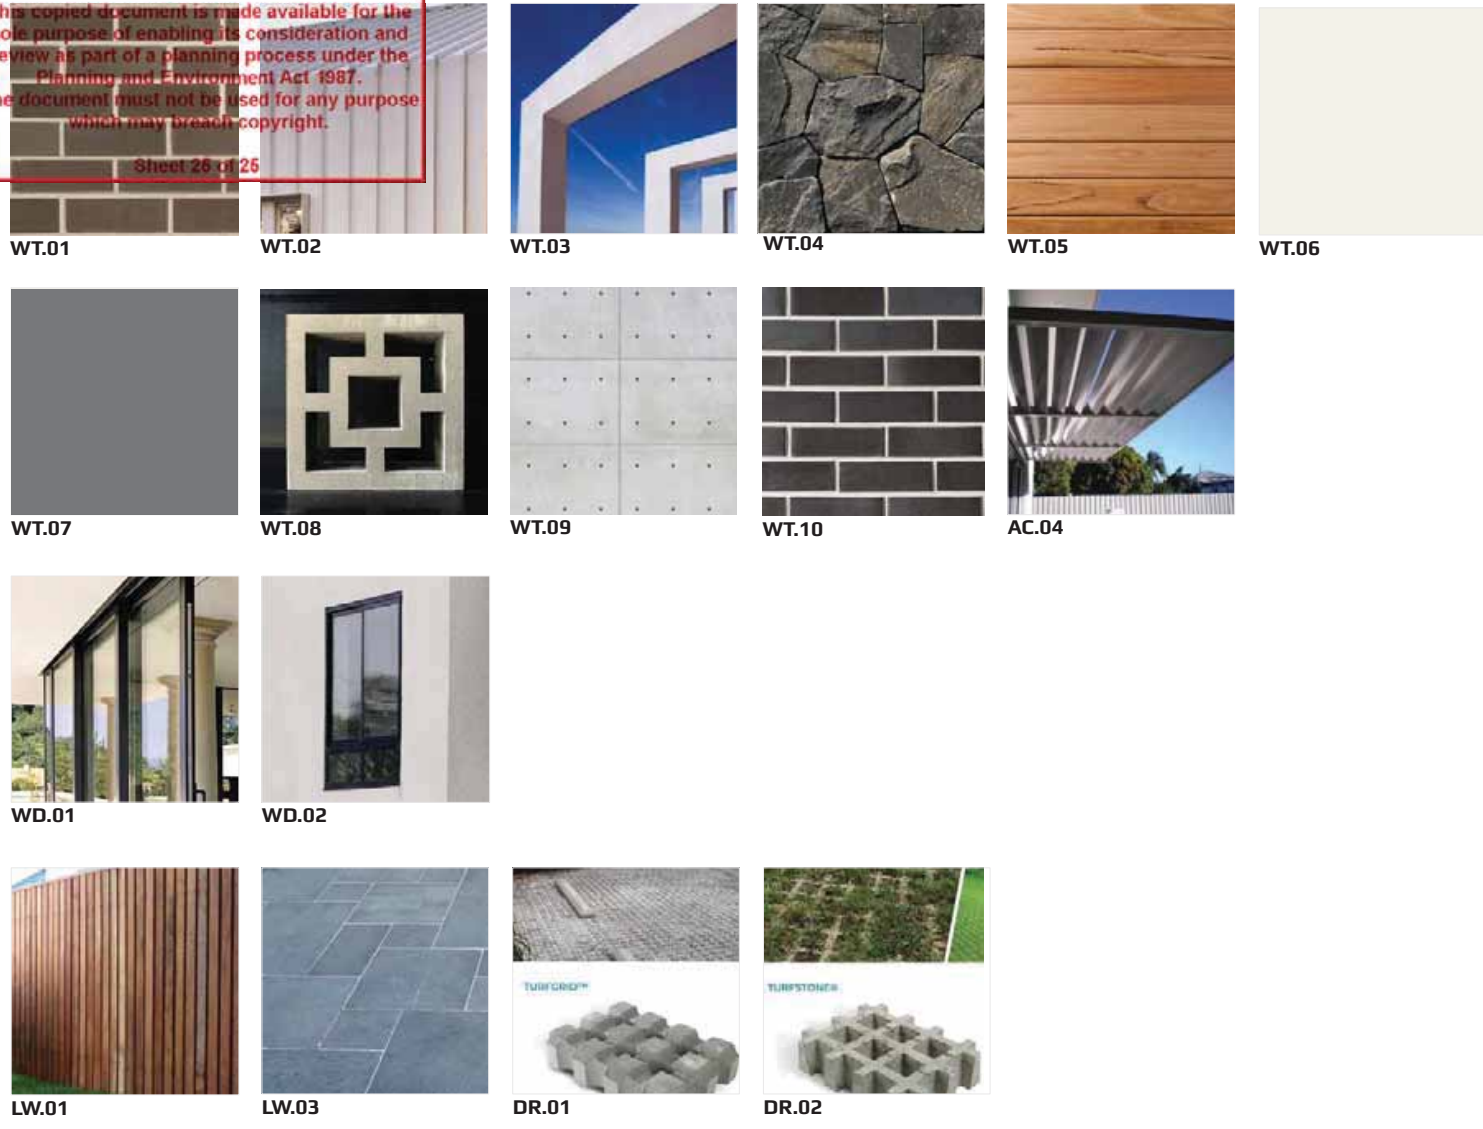 his copied document is made available for the
ole purpose of enabling its consideration and
eview as part of a planning process under the
Planning and Environment Act 1987.
e document must not be used for any purpose
which may breach copyright.
Sheet 26 of 25
WT.01
WT.02
WT.03
WT.04
WT.05
WT.06
WT.07
WT.08
WT.09
WT.10
AC.04
WD.01
WD.02
TURFGRID™
TURFSTONE®
LW.01
LW.03
DR.01
DR.02